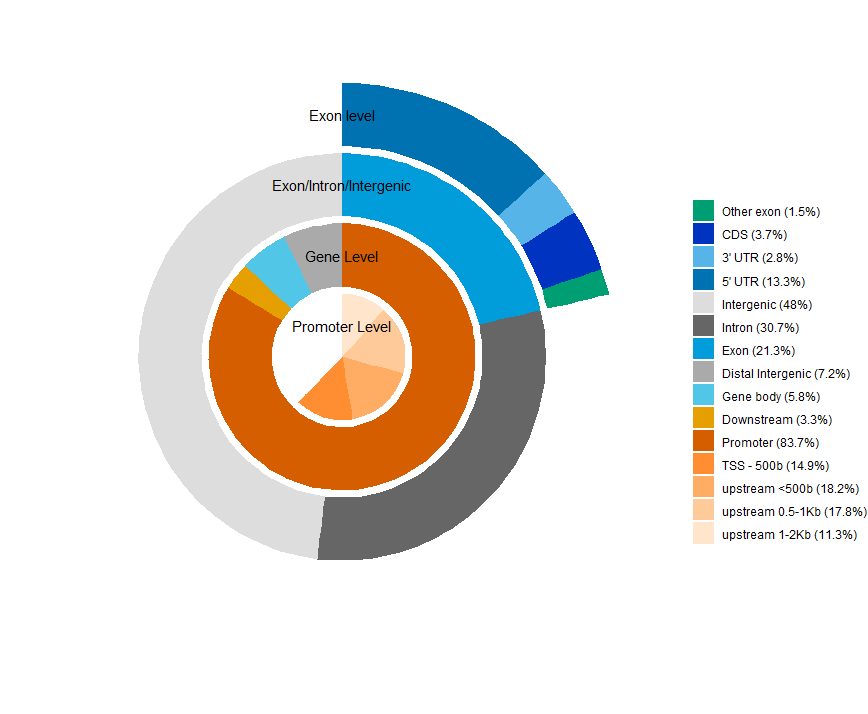 Exon level
Exon/Intron/Intergenic
Gene Level
Promoter Level
Other exon (1.5%)
CDS (3.7%)
3' UTR (2.8%)
5' UTR (13.3%)
Intergenic (48%)
Intron (30.7%)
Exon (21.3%)
Distal Intergenic (7.2%)
Gene body (5.8%)
Downstream (3.3%)
Promoter (83.7%)
TSS - 500b (14.9%)
upstream <500b (18.2%)
upstream 0.5-1Kb (17.8%)
upstream 1-2Kb (11.3%)